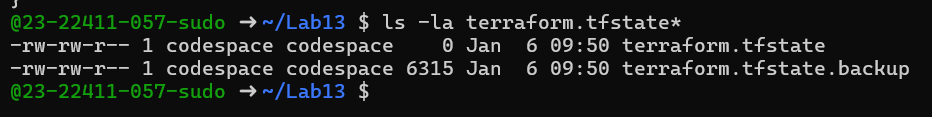 }
@23-22411-057-sudo ➜ ~/Lab13 $ ls -la terraform.tfstate*
-rw-rw-r-- 1 codespace codespace    0 Jan  6 09:50 terraform.tfstate
-rw-rw-r-- 1 codespace codespace 6315 Jan  6 09:50 terraform.tfstate.backup
@23-22411-057-sudo ➜ ~/Lab13 $